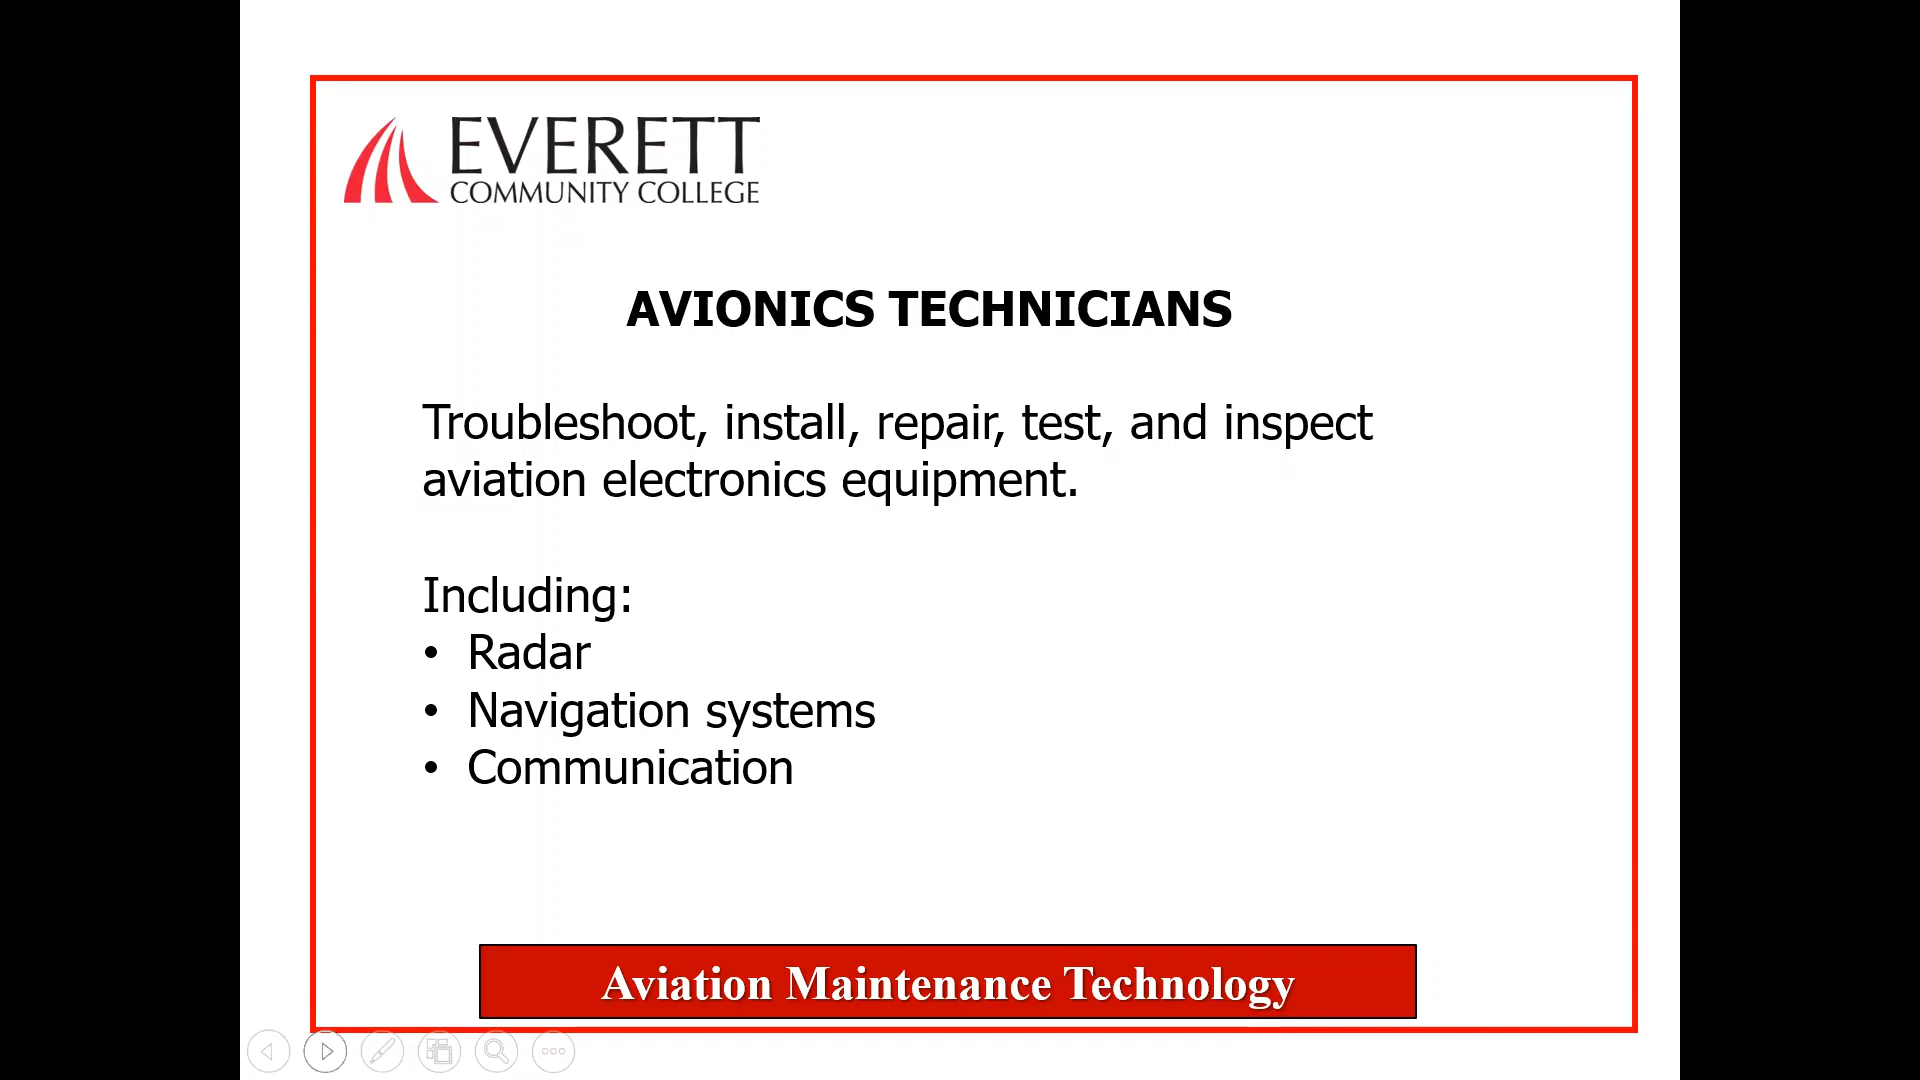 EVERETT
COMMUNITY COLLEGE
AVIONICS TECHNICIANS
Troubleshoot, install, repair, test, and inspect
aviation electronics equipment.
Including:
• Radar
• Navigation systems
• Communication
Aviation Maintenance Technology